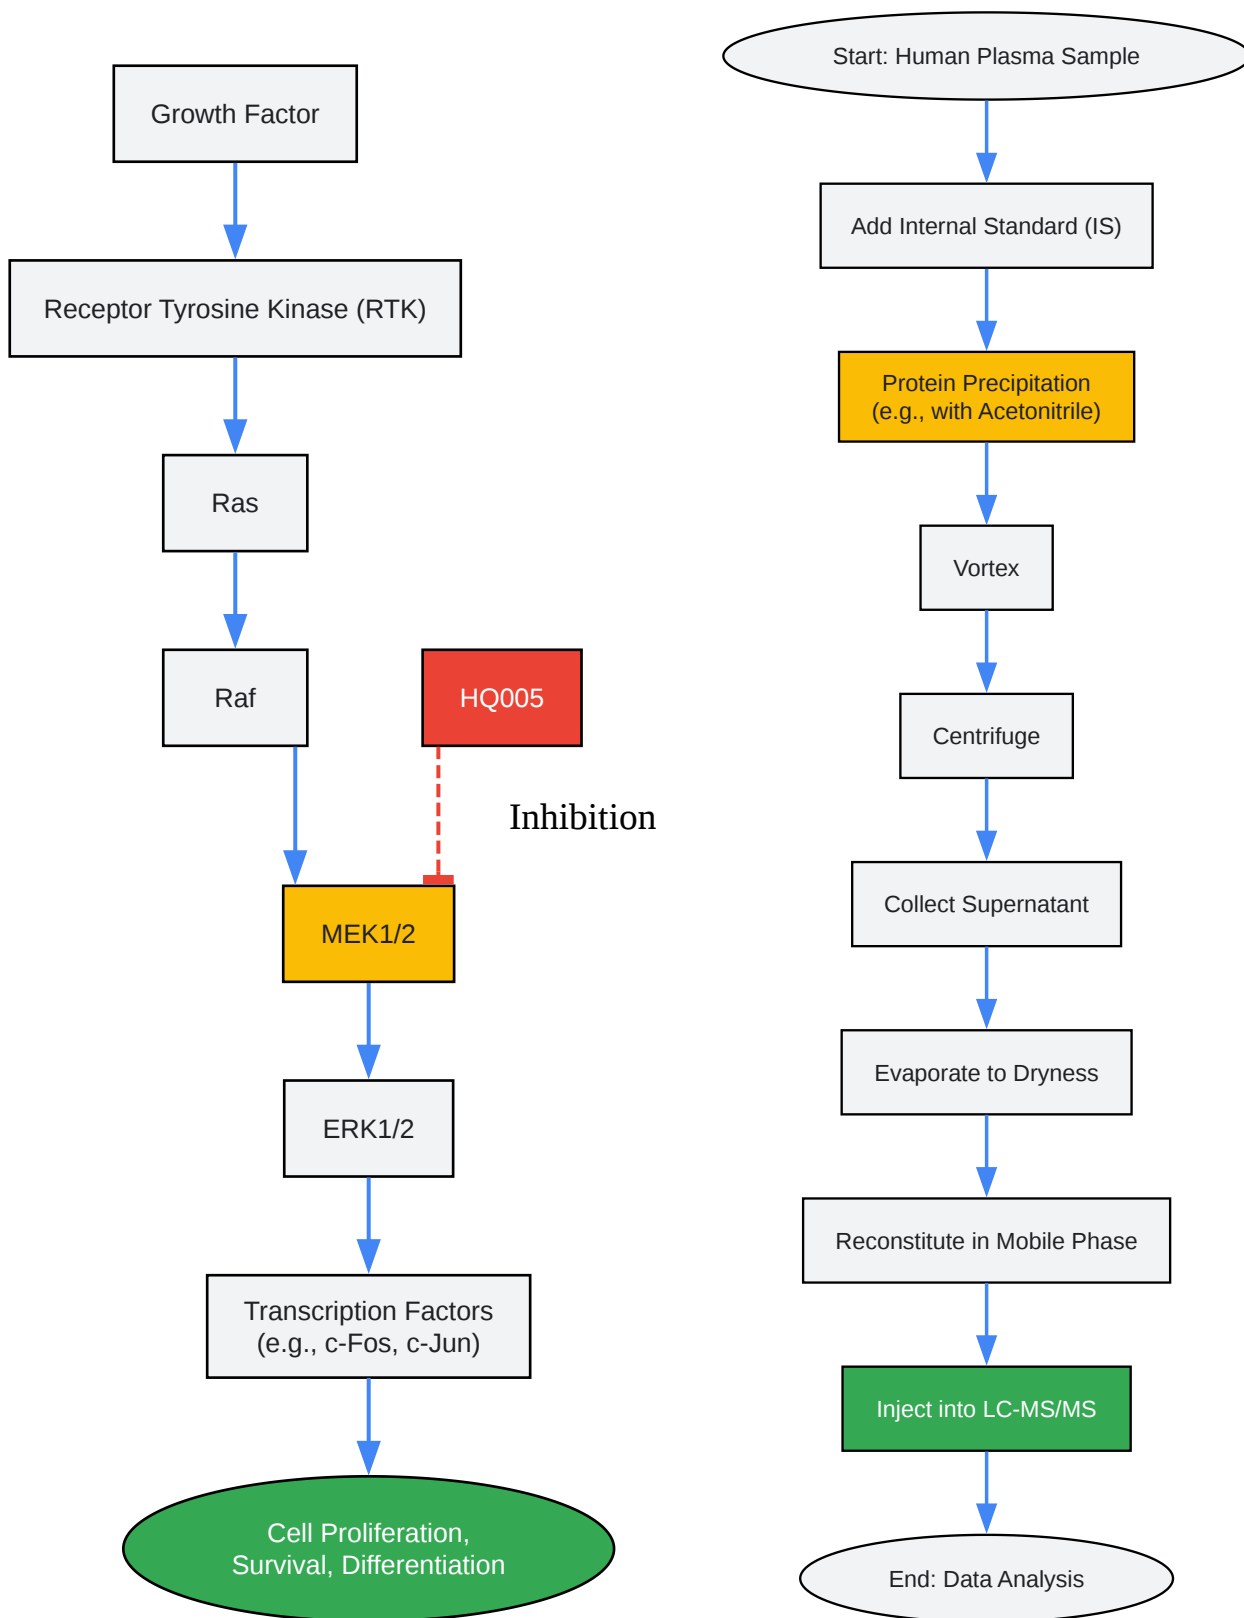 Growth Factor
Receptor Tyrosine Kinase (RTK)
Ras
Raf
HQ005
Inhibition
MEK1/2
ERK1/2
Transcription Factors
(e.g., c-Fos, c-Jun)
Cell Proliferation,
Survival, Differentiation
Start: Human Plasma Sample
Add Internal Standard (IS)
Protein Precipitation
(e.g., with Acetonitrile)
Vortex
Centrifuge
Collect Supernatant
Evaporate to Dryness
Reconstitute in Mobile Phase
Inject into LC-MS/MS
End: Data Analysis